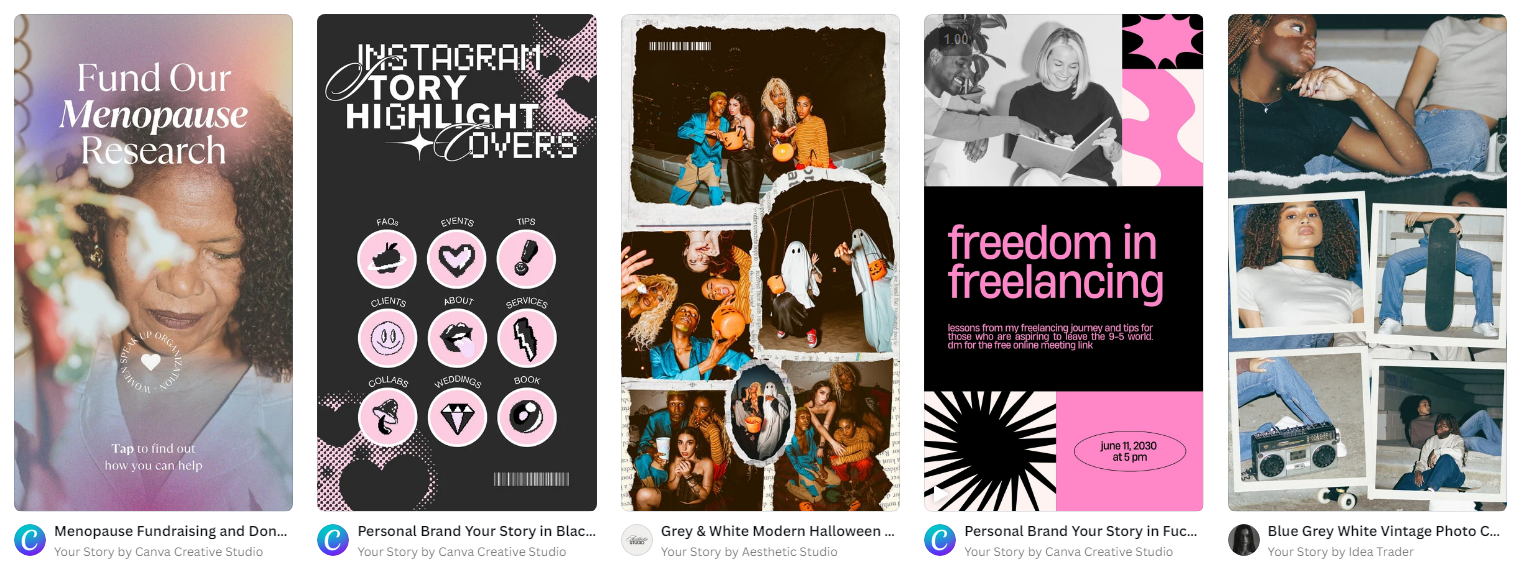 Fund Our
Menopause
Research
SPEAK UP ORGANIZATION - WOMEN
Tap to find out
how you can help
Menopause Fundraising and Don...
Your Story by Canva Creative Studio
INSTAGRAM
STORY
HIGHLIGHT
COVERS
FAQs EVENTS TIPS
CLIENTS ABOUT SERVICES
COLLABS WEDDINGS BOOK
Personal Brand Your Story in Blac...
Your Story by Canva Creative Studio
Grey & White Modern Halloween ...
Your Story by Aesthetic Studio
1.00
freedom in
freelancing
lessons from my freelancing journey and tips for
those who are aspiring to leave the 9-5 world.
dm for the free online meeting link
june 11, 2030
at 5 pm
Personal Brand Your Story in Fuc...
Your Story by Canva Creative Studio
Blue Grey White Vintage Photo C...
Your Story by Idea Trader